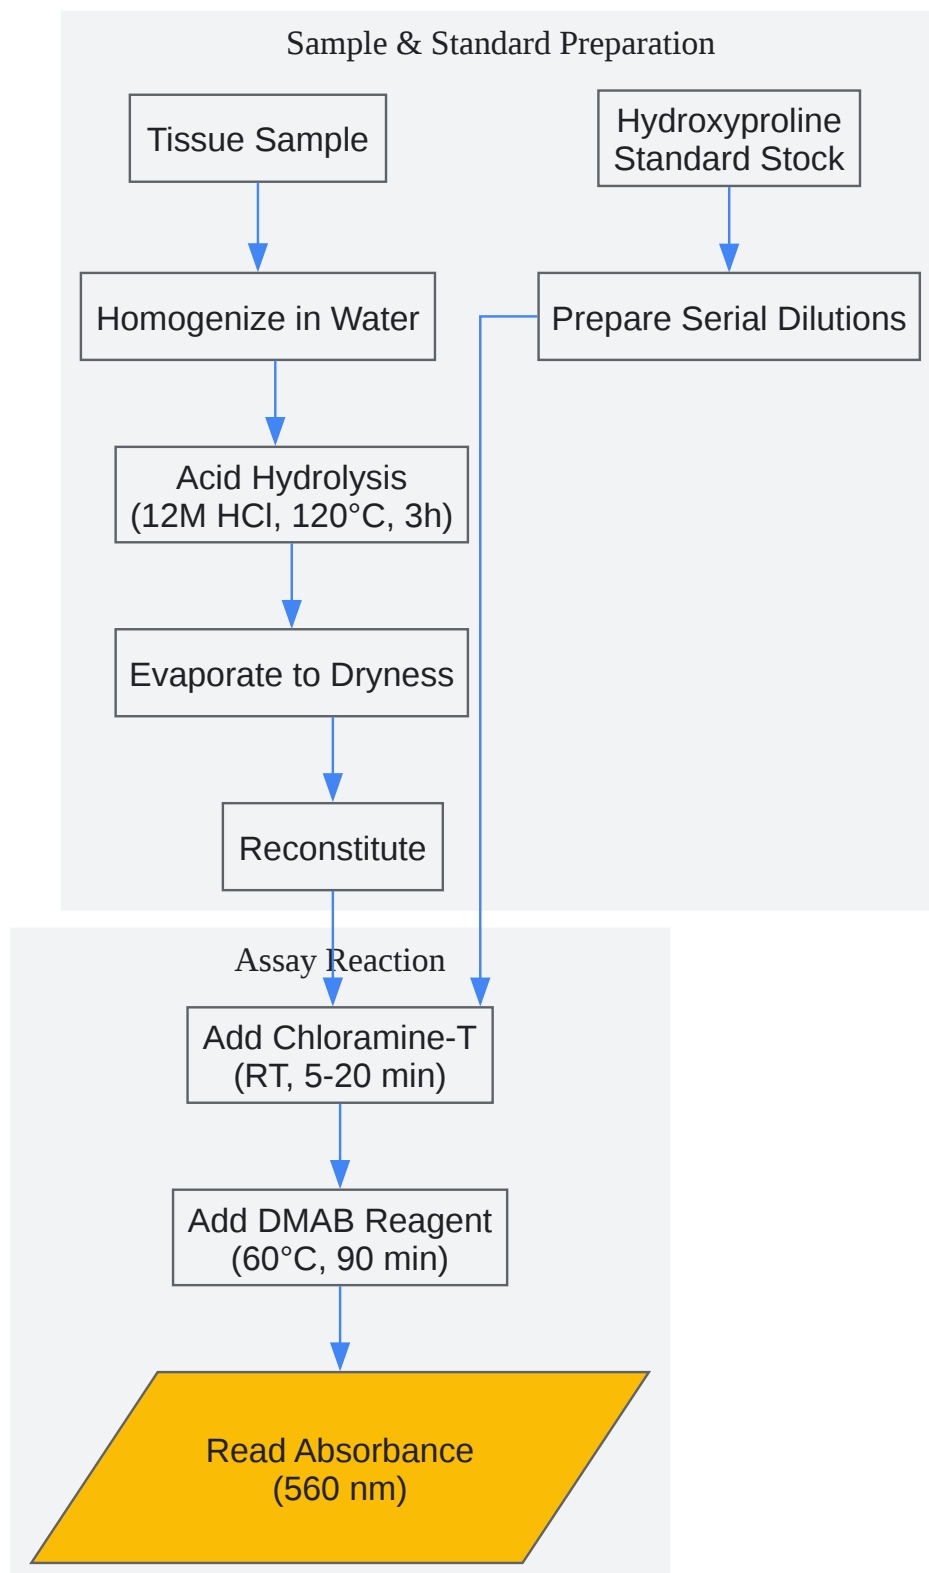 Sample & Standard Preparation
Tissue Sample
Hydroxyproline
Standard Stock
Homogenize in Water
Prepare Serial Dilutions
Acid Hydrolysis
(12M HCl, 120°C, 3h)
Evaporate to Dryness
Reconstitute
Assay Reaction
Add Chloramine-T
(RT, 5-20 min)
Add DMAB Reagent
(60°C, 90 min)
Read Absorbance
(560 nm)